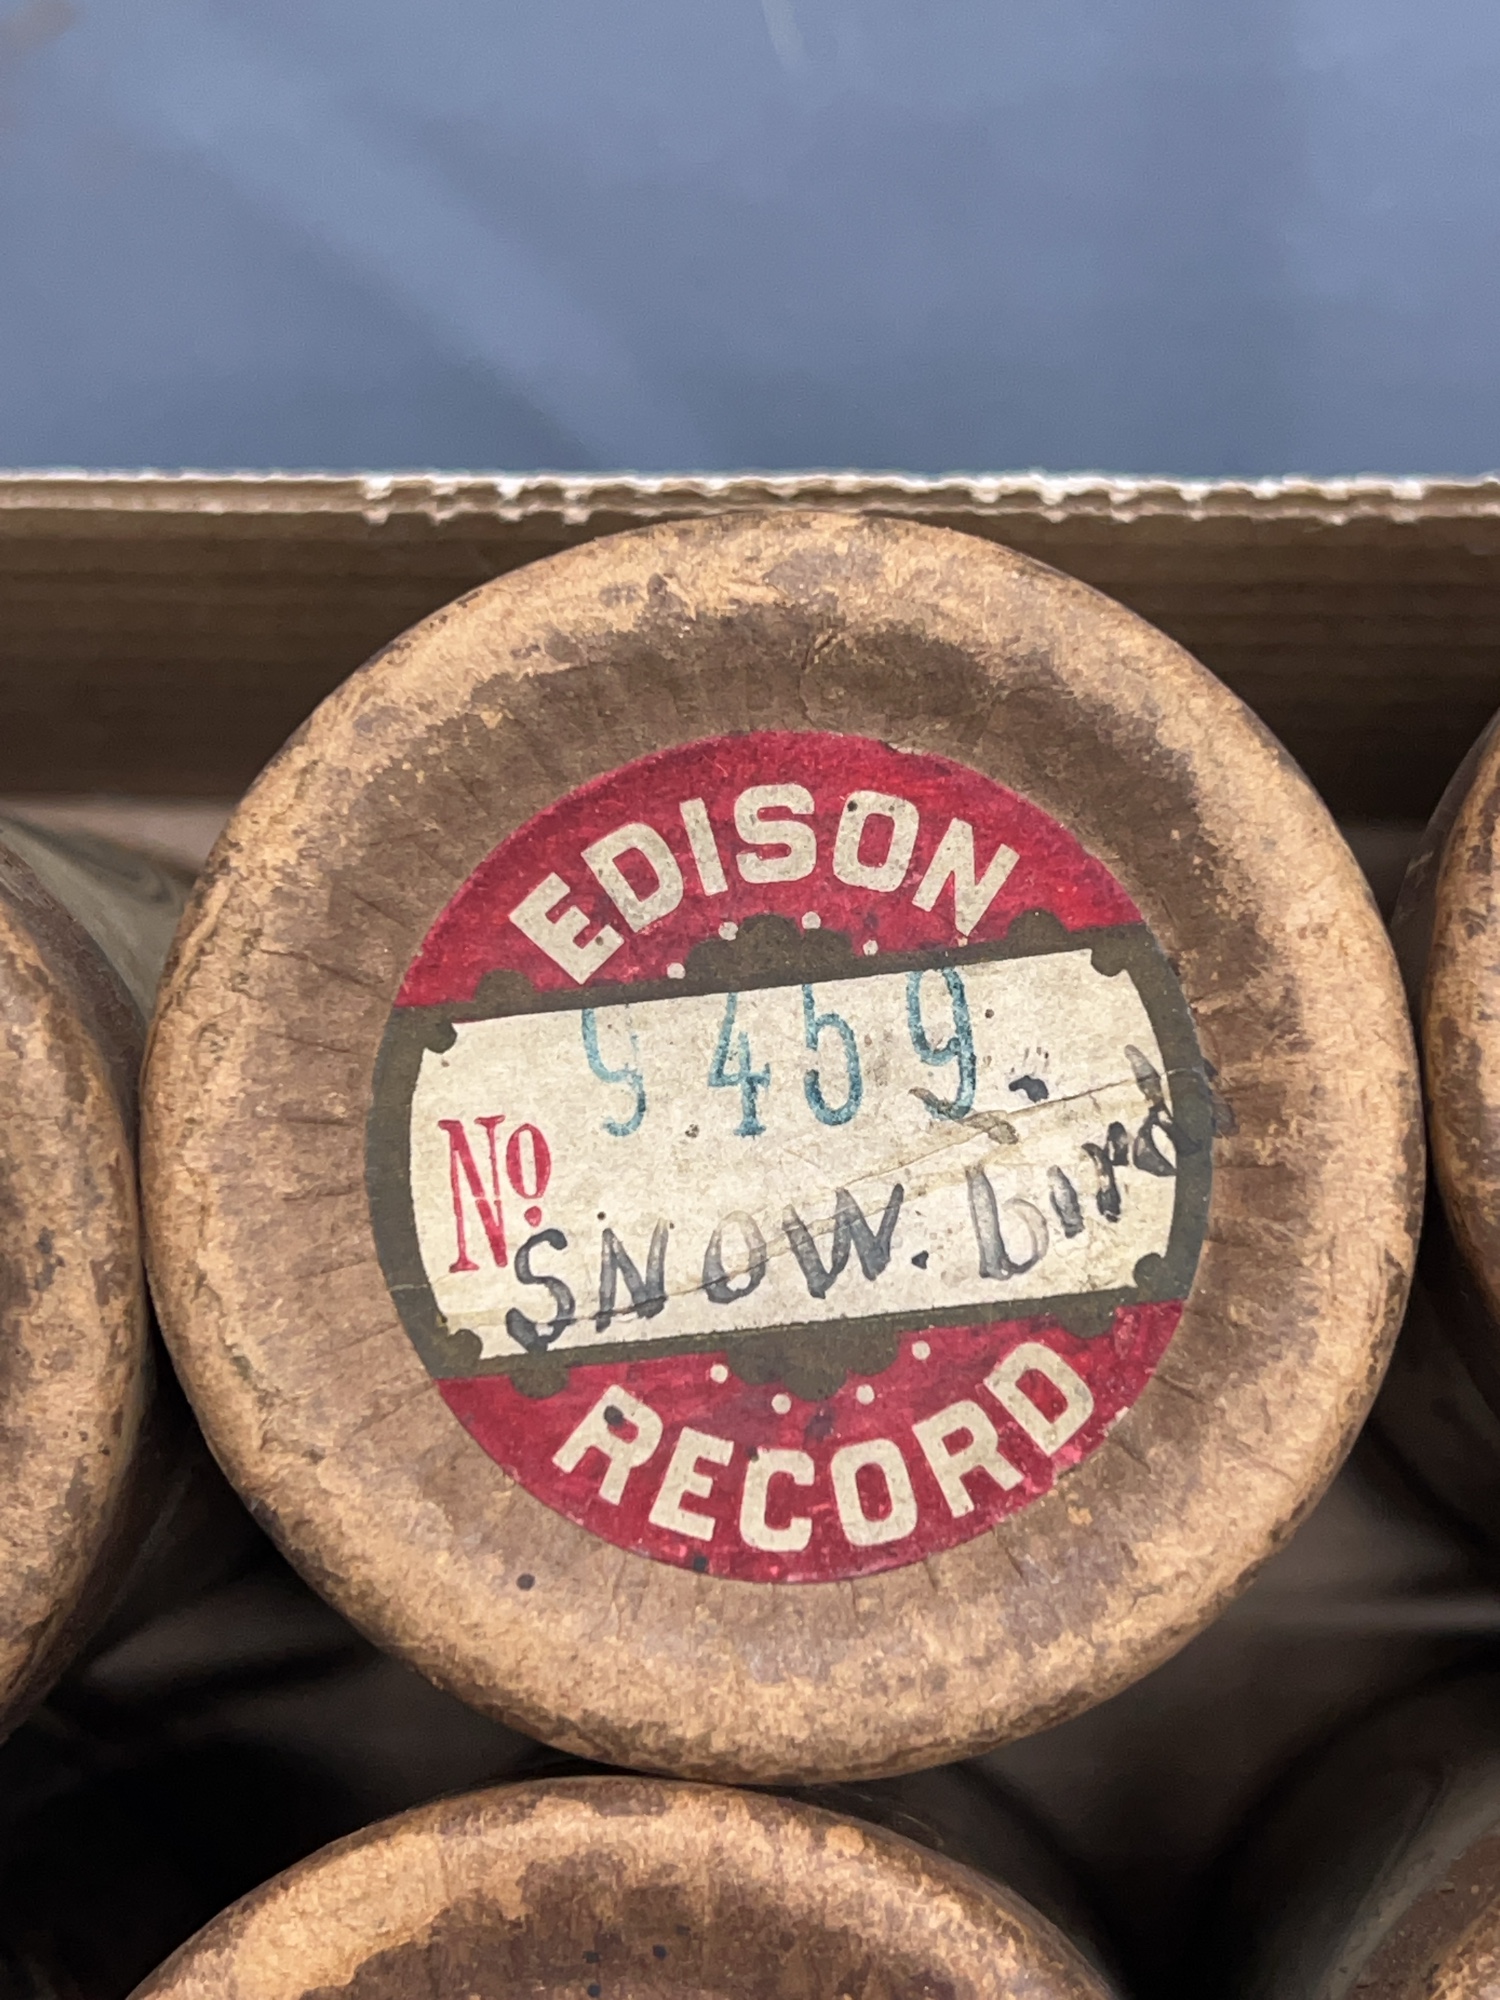 EDISON
9459.
No
SNOW. bird
RECORD